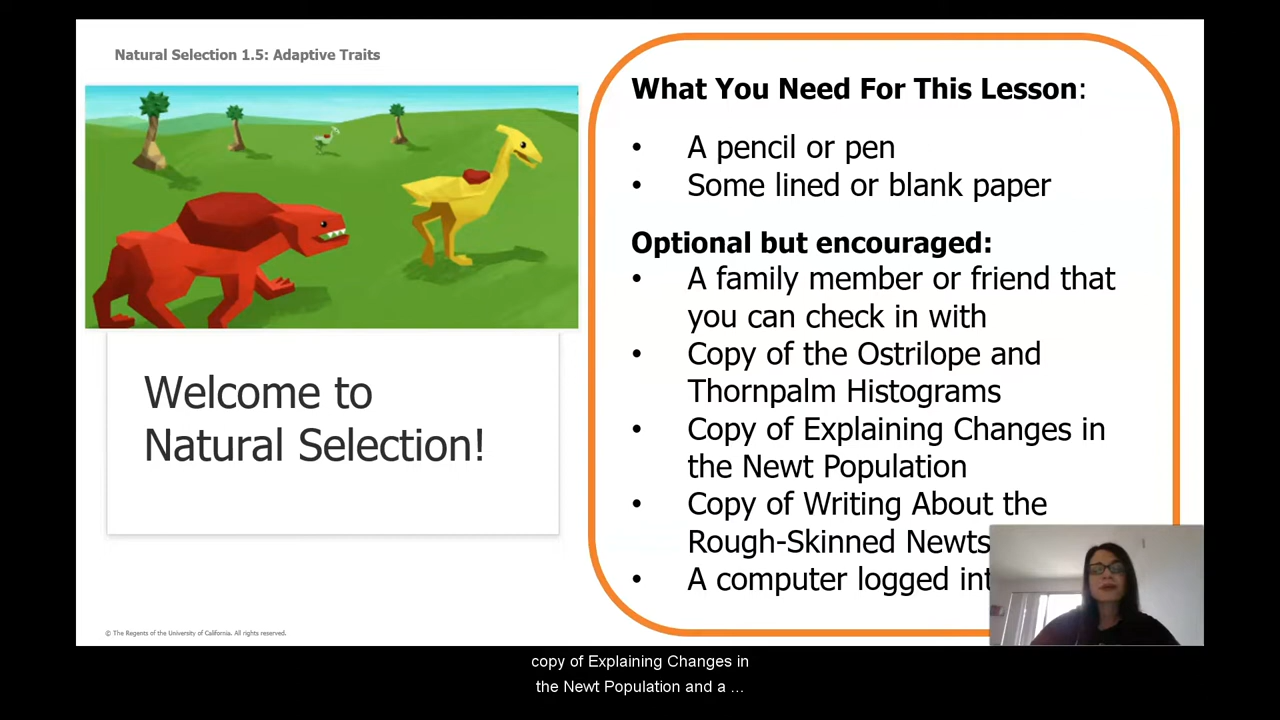 Natural Selection 1.5: Adaptive Traits
Welcome to
Natural Selection!
© The Regents of the University of California. All rights reserved.
What You Need For This Lesson:
• A pencil or pen
• Some lined or blank paper
Optional but encouraged:
• A family member or friend that
you can check in with
• Copy of the Ostrilope and
Thornpalm Histograms
• Copy of Explaining Changes in
the Newt Population
• Copy of Writing About the
Rough-Skinned Newts
• A computer logged
copy of Explaining Changes in
the Newt Population and a ...